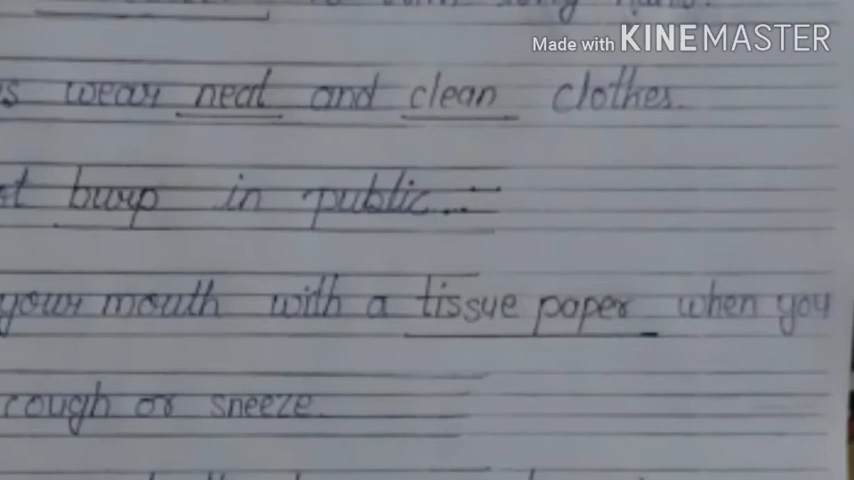 Made with KINEMASTER
wear neat and clean clothes.
burp in public.
your mouth with a tissue paper when you
cough or sneeze.